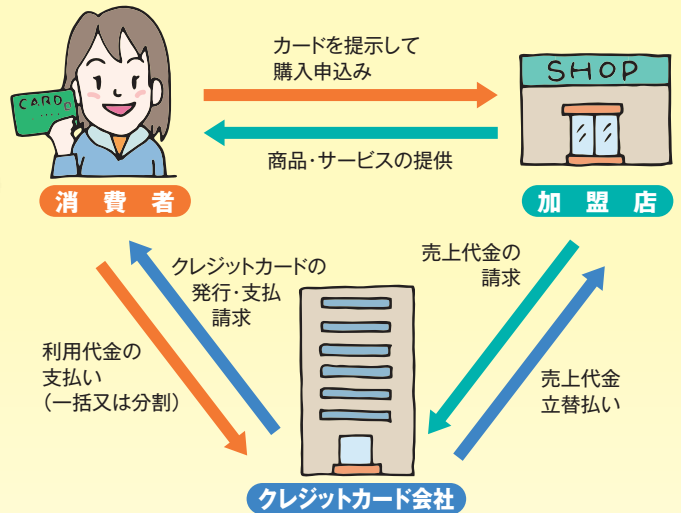 カードを提示して
購入申込み
CARD
SHOP
商品・サービスの提供
消費者
加盟店
クレジットカードの
発行・支払
請求
売上代金の
請求
利用代金の
支払い
（一括又は分割）
売上代金
立替払い
クレジットカード会社